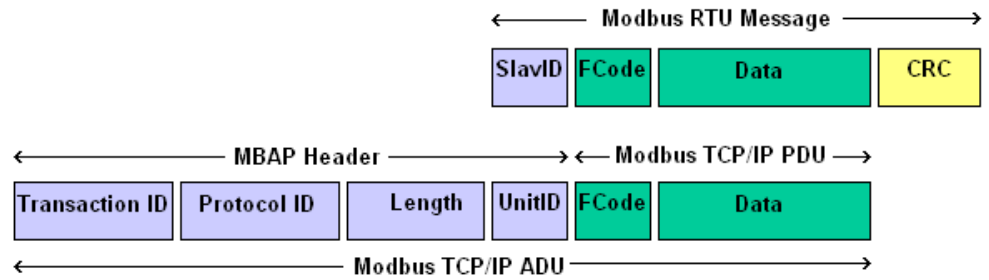 Modbus RTU Message
SlavID FCode Data CRC
MBAP Header Modbus TCP/IP PDU
Transaction ID Protocol ID Length UnitID FCode Data
Modbus TCP/IP ADU